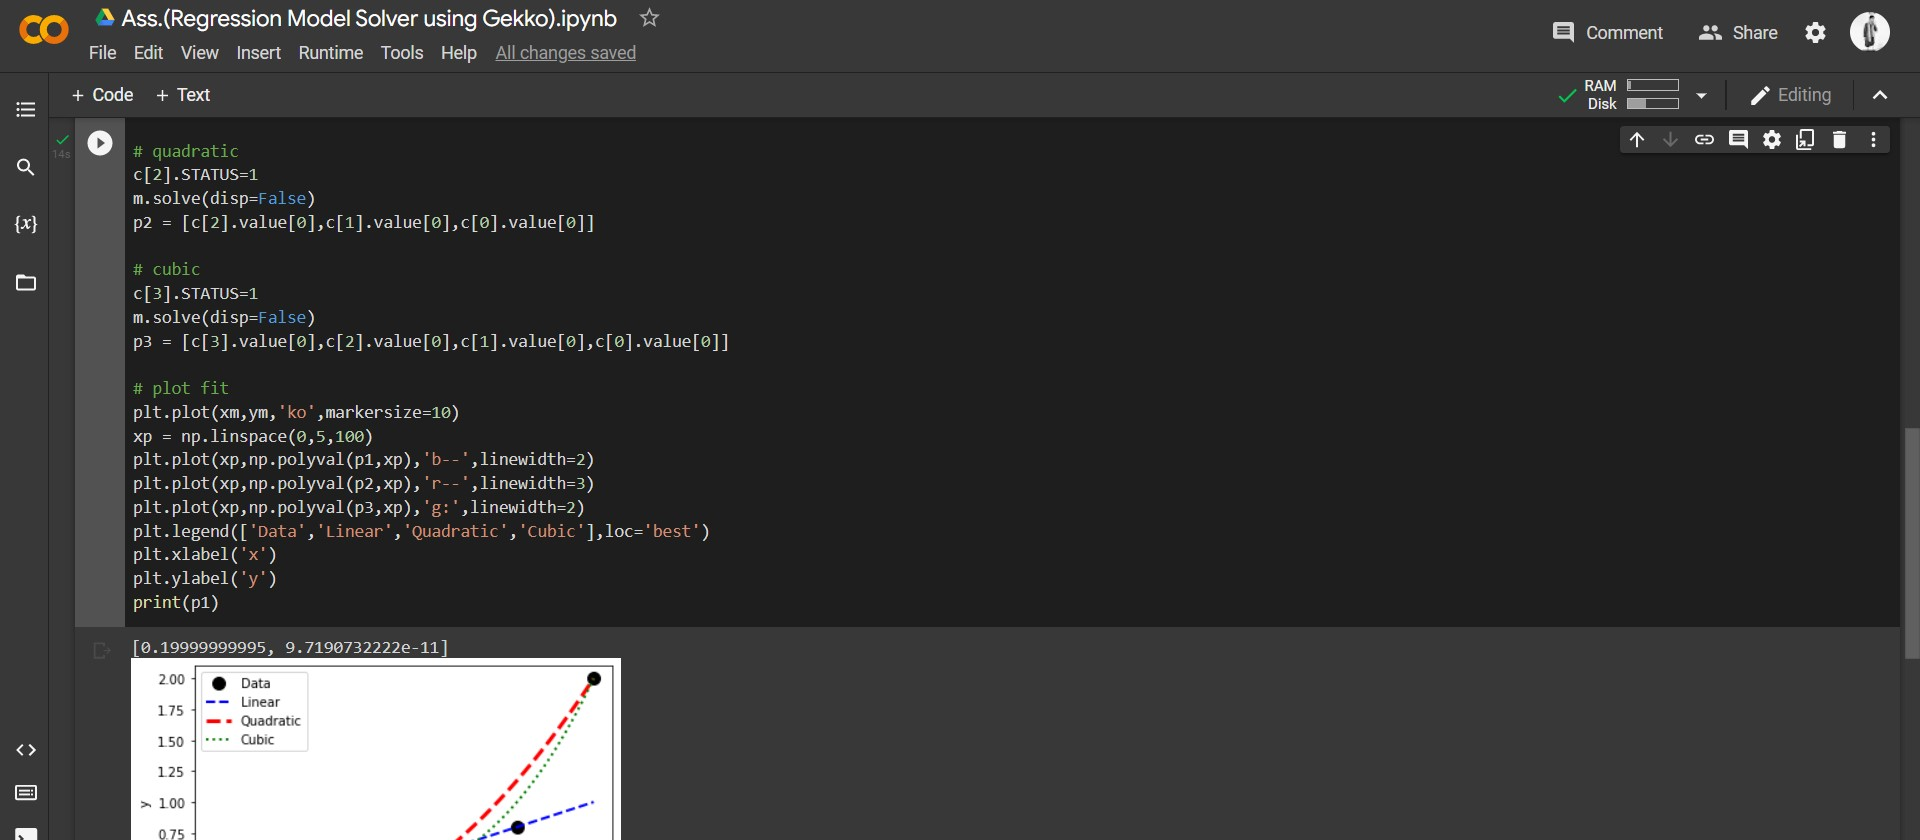 Ass.(Regression Model Solver using Gekko).ipynb
File Edit View Insert Runtime Tools Help All changes saved
Comment Share
+ Code + Text
RAM
Disk
Editing
14s
{x}
# quadratic
c[2].STATUS=1
m.solve(disp=False)
p2 = [c[2].value[0],c[1].value[0],c[0].value[0]]
# cubic
c[3].STATUS=1
m.solve(disp=False)
p3 = [c[3].value[0],c[2].value[0],c[1].value[0],c[0].value[0]]
# plot fit
plt.plot(xm,ym,'ko',markersize=10)
xp = np.linspace(0,5,100)
plt.plot(xp,np.polyval(p1,xp),'b--',linewidth=2)
plt.plot(xp,np.polyval(p2,xp),'r--',linewidth=3)
plt.plot(xp,np.polyval(p3,xp),'g:',linewidth=2)
plt.legend(['Data','Linear','Quadratic','Cubic'],loc='best')
plt.xlabel('x')
plt.ylabel('y')
print(p1)
[0.19999999995, 9.7190732222e-11]
2.00
1.75
1.50
1.25
1.00
0.75
y
Data
Linear
Quadratic
Cubic